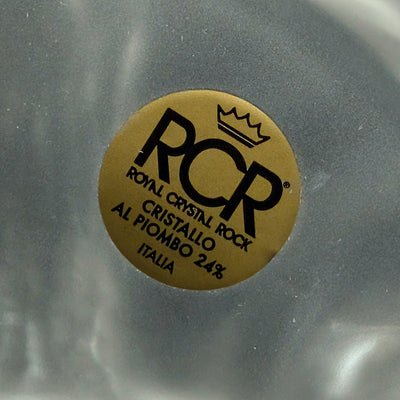 RCR®
ROYAL CRYSTAL ROCK
CRISTALLO
AL PIOMBO 24%
ITALIA